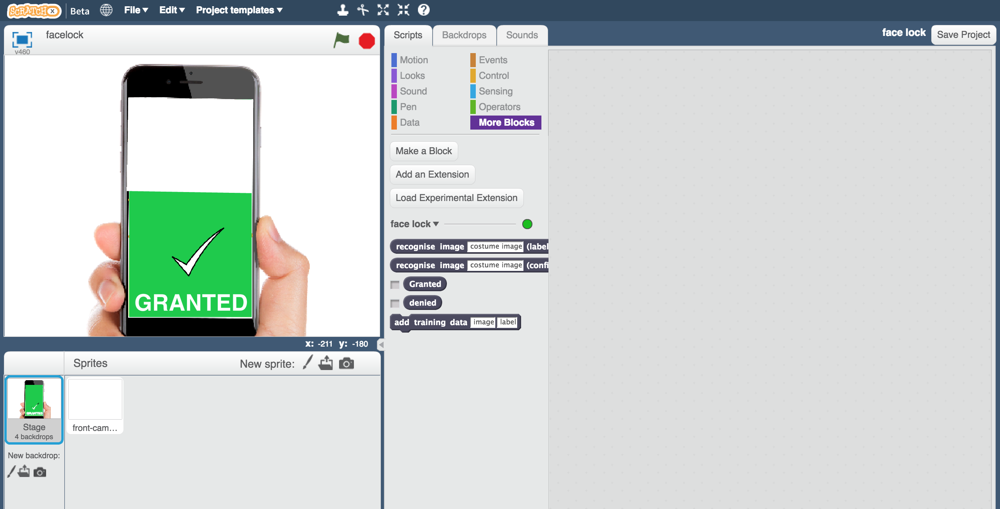 SCRATCH X Beta File Edit Project templates ?
v460
facelock
Scripts Backdrops Sounds
face lock Save Project
GRANTED
Motion Events
Looks Control
Sound Sensing
Pen Operators
Data More Blocks
Make a Block
Add an Extension
Load Experimental Extension
face lock
recognise image costume image (label
recognise image costume image (confi
Granted
denied
add training data image label
x: -211 y: -180
Sprites New sprite:
GRANTED
Stage
4 backdrops
front-cam...
New backdrop: